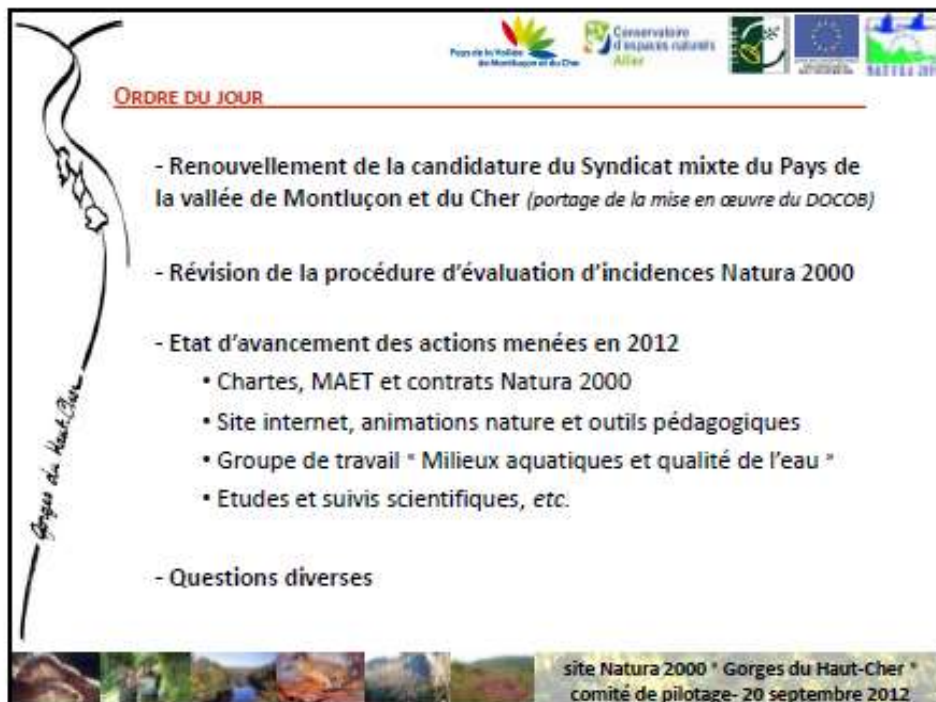 Pays de la Vallée
de Montluçon et du Cher
Conservatoire
d'espaces naturels
Allier
ORDRE DU JOUR
- Renouvellement de la candidature du Syndicat mixte du Pays de
la vallée de Montluçon et du Cher (portage de la mise en œuvre du DOCOB)
- Révision de la procédure d'évaluation d'incidences Natura 2000
- Etat d'avancement des actions menées en 2012
• Chartes, MAET et contrats Natura 2000
• Site internet, animations nature et outils pédagogiques
• Groupe de travail " Milieux aquatiques et qualité de l'eau "
• Etudes et suivis scientifiques, etc.
- Questions diverses
Gorges du Haut-Cher
site Natura 2000 " Gorges du Haut-Cher "
comité de pilotage- 20 septembre 2012